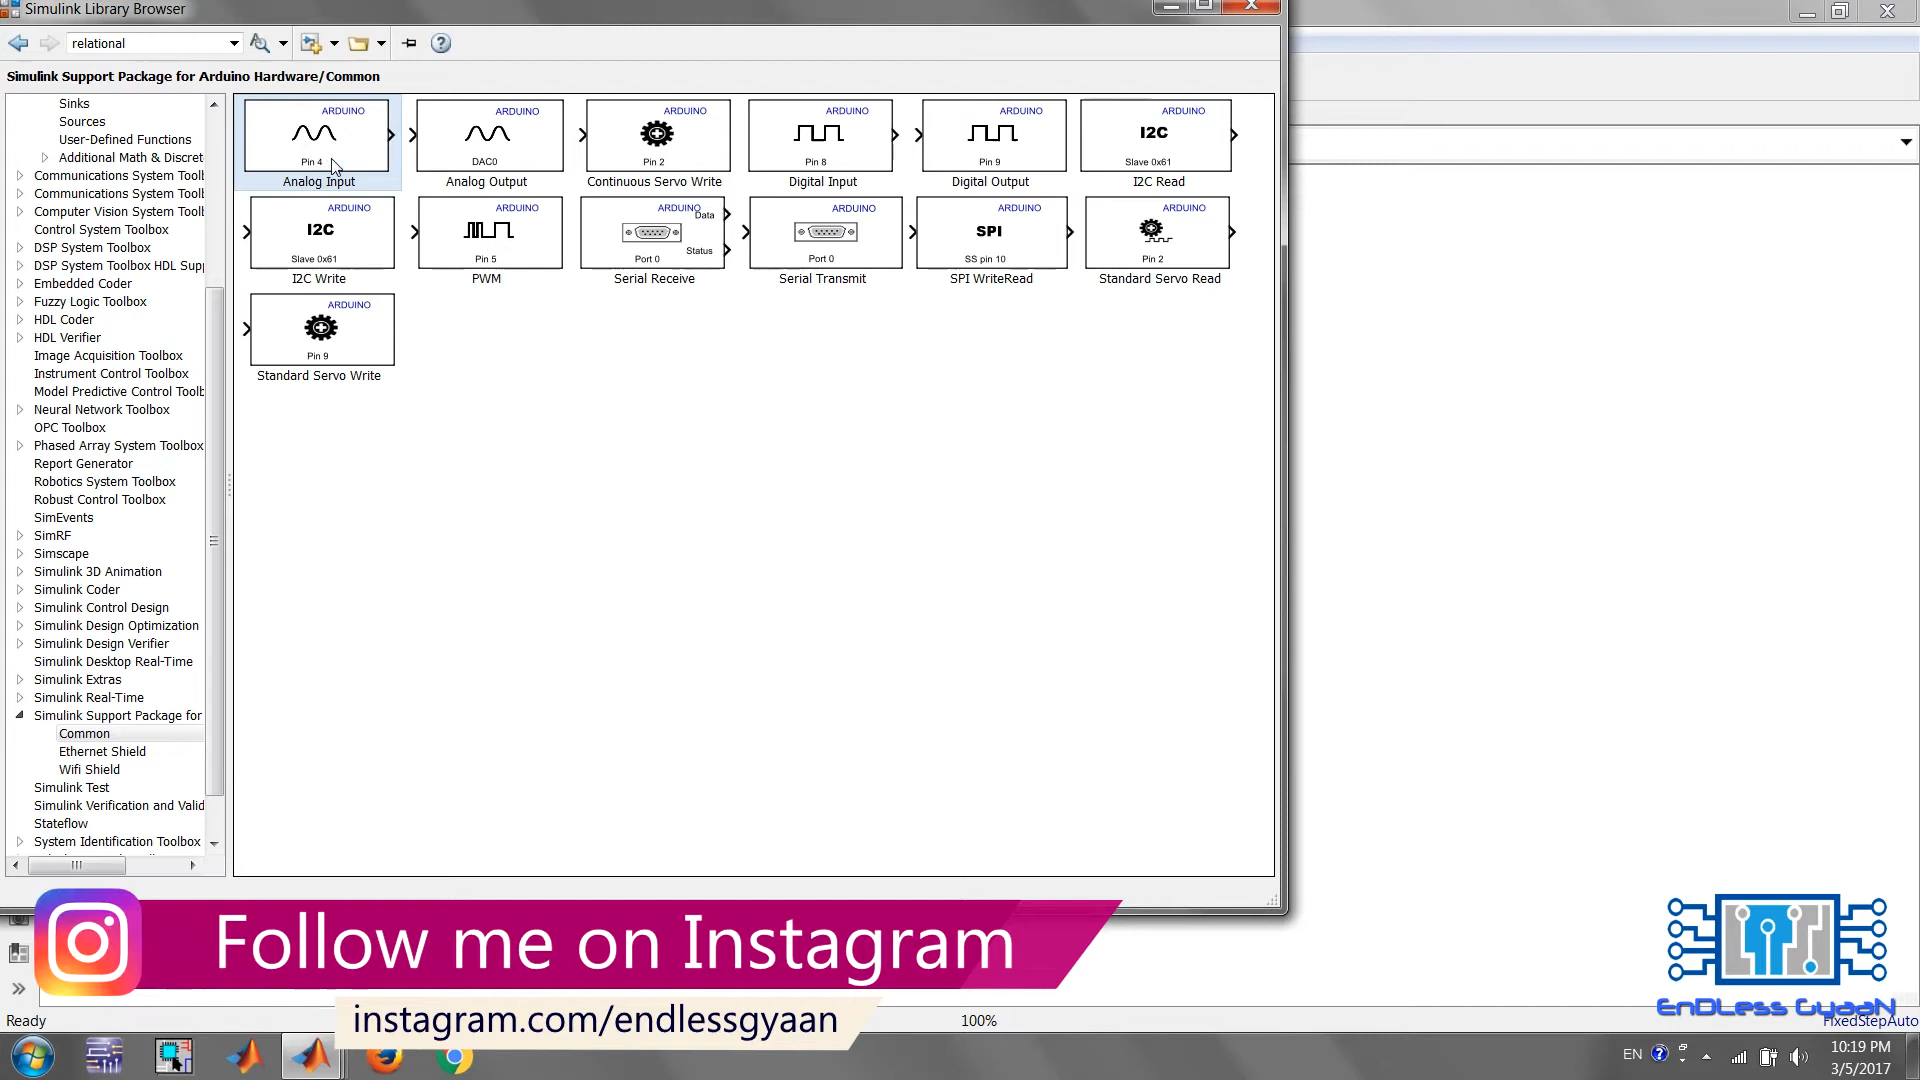 Simulink Library Browser
relational
Simulink Support Package for Arduino Hardware/Common
Sinks
Sources
User-Defined Functions
Additional Math & Discret
Communications System Tool
Communications System Tool
Computer Vision System Tool
Control System Toolbox
DSP System Toolbox
DSP System Toolbox HDL Sup
Embedded Coder
Fuzzy Logic Toolbox
HDL Coder
HDL Verifier
Image Acquisition Toolbox
Instrument Control Toolbox
Model Predictive Control Tool
Neural Network Toolbox
OPC Toolbox
Phased Array System Toolbox
Report Generator
Robotics System Toolbox
Robust Control Toolbox
SimEvents
SimRF
Simscape
Simulink 3D Animation
Simulink Coder
Simulink Control Design
Simulink Design Optimization
Simulink Design Verifier
Simulink Desktop Real-Time
Simulink Extras
Simulink Real-Time
Simulink Support Package for
Common
Ethernet Shield
Wifi Shield
Simulink Test
Simulink Verification and Valid
Stateflow
System Identification Toolbox
ARDUINO ARDUINO ARDUINO ARDUINO ARDUINO ARDUINO
I2C
Pin 4 DAC0 Pin 2 Pin 8 Pin 9 Slave 0x61
Analog Input Analog Output Continuous Servo Write Digital Input Digital Output I2C Read
ARDUINO ARDUINO ARDUINO ARDUINO ARDUINO ARDUINO
Data
I2C SPI
Status
Slave 0x61 Pin 5 Port 0 Port 0 SS pin 10 Pin 2
I2C Write PWM Serial Receive Serial Transmit SPI WriteRead Standard Servo Read
ARDUINO
Pin 9
Standard Servo Write
Follow me on Instagram
instagram.com/endlessgyaan
EnDLess GyaaN
Ready
100%
FixedStepAuto
EN
10:19 PM
3/5/2017